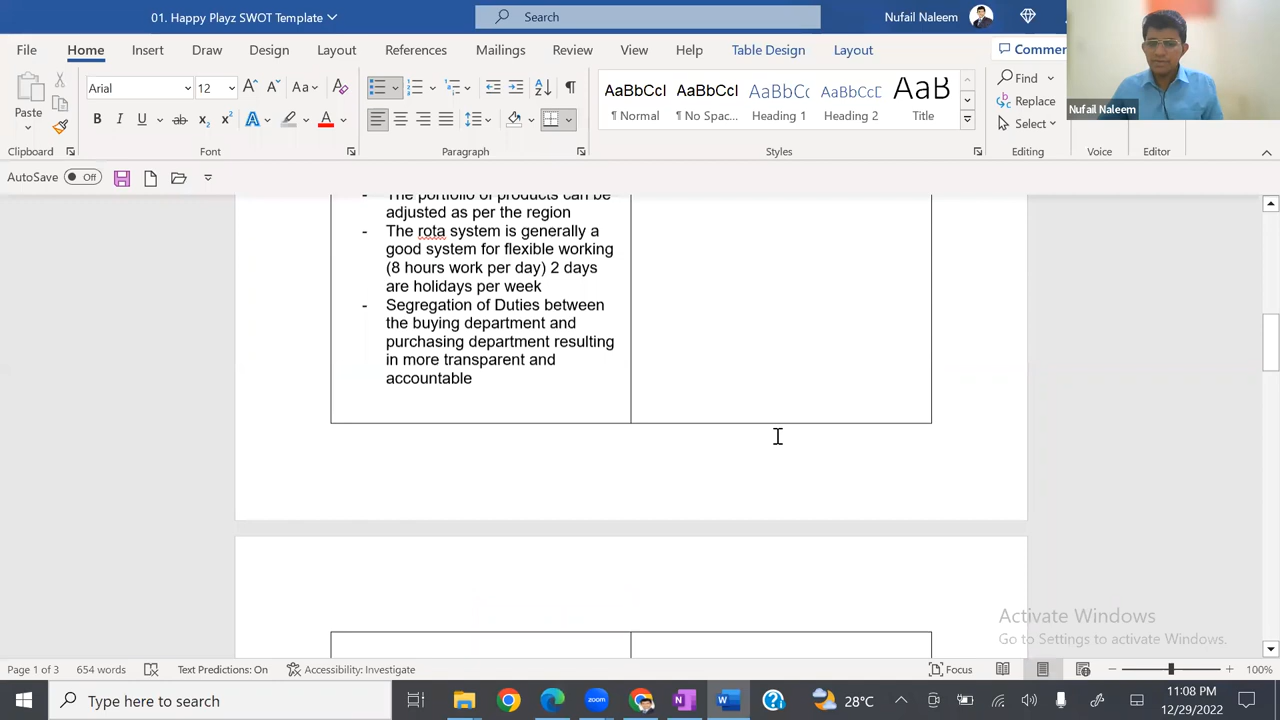 01. Happy Playz SWOT Template
Search
Nufail Naleem
File Home Insert Draw Design Layout References Mailings Review View Help Table Design Layout
Nufail Naleem
Paste
Clipboard
Arial 12
Aa
Font
Paragraph
AaBbCcI AaBbCcI AaBbCc AaBbCcD AaB
¶ Normal ¶ No Spac... Heading 1 Heading 2 Title
Styles
Find
Replace
Select
Editing
Voice
Editor
AutoSave Off
- The portfolio of products can be
adjusted as per the region
- The rota system is generally a
good system for flexible working
(8 hours work per day) 2 days
are holidays per week
- Segregation of Duties between
the buying department and
purchasing department resulting
in more transparent and
accountable
Activate Windows
Go to Settings to activate Windows.
Page 1 of 3 654 words Text Predictions: On Accessibility: Investigate Focus 100%
Type here to search
zoom
28°C
11:08 PM
12/29/2022